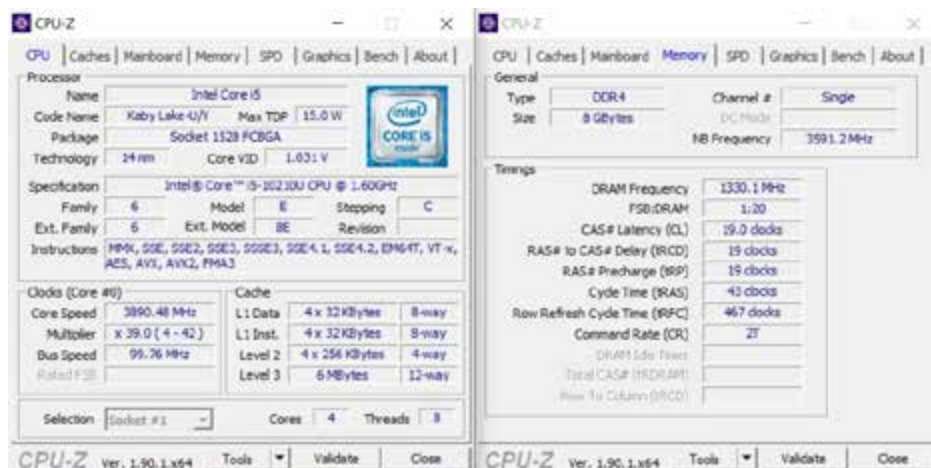 CPU-Z
CPU Caches Mainboard Memory SPD Graphics Bench About
Processor
Name Intel Core i5
Code Name Kaby Lake-U/Y Max TDP 15.0 W
Package Socket 1528 FCBGA
Technology 14 nm Core VID 1.031 V
intel
CORE i5
Specification Intel® Core™ i5-10210U CPU @ 1.60GHz
Family 6 Model E Stepping C
Ext. Family 6 Ext. Model 8E Revision
Instructions MMX, SSE, SSE2, SSE3, SSSE3, SSE4.1, SSE4.2, EM64T, VT-x,
AES, AVX, AVX2, FMA3
Clocks (Core #0)
Core Speed 3890.48 MHz
Multiplier x 39.0 ( 4 - 42 )
Bus Speed 99.76 MHz
Rated FSB
Cache
L1 Data 4 x 32 KBytes 8-way
L1 Inst. 4 x 32 KBytes 8-way
Level 2 4 x 256 KBytes 4-way
Level 3 6 MBytes 12-way
Selection Socket #1 Cores 4 Threads 8
CPU-Z Ver. 1.90.1.x64 Tools Validate Close
CPU-Z
CPU Caches Mainboard Memory SPD Graphics Bench About
General
Type DDR4 Channel # Single
Size 8 GBytes DC Mode
NB Frequency 3591.2 MHz
Timings
DRAM Frequency 1330.1 MHz
FSB:DRAM 1:20
CAS# Latency (CL) 19.0 clocks
RAS# to CAS# Delay (tRCD) 19 clocks
RAS# Precharge (tRP) 19 clocks
Cycle Time (tRAS) 43 clocks
Row Refresh Cycle Time (tRFC) 467 clocks
Command Rate (CR) 2T
DRAM Idle Timer
Total CAS# (tRDRAM)
Row To Column (tRCD)
CPU-Z Ver. 1.90.1.x64 Tools Validate Close